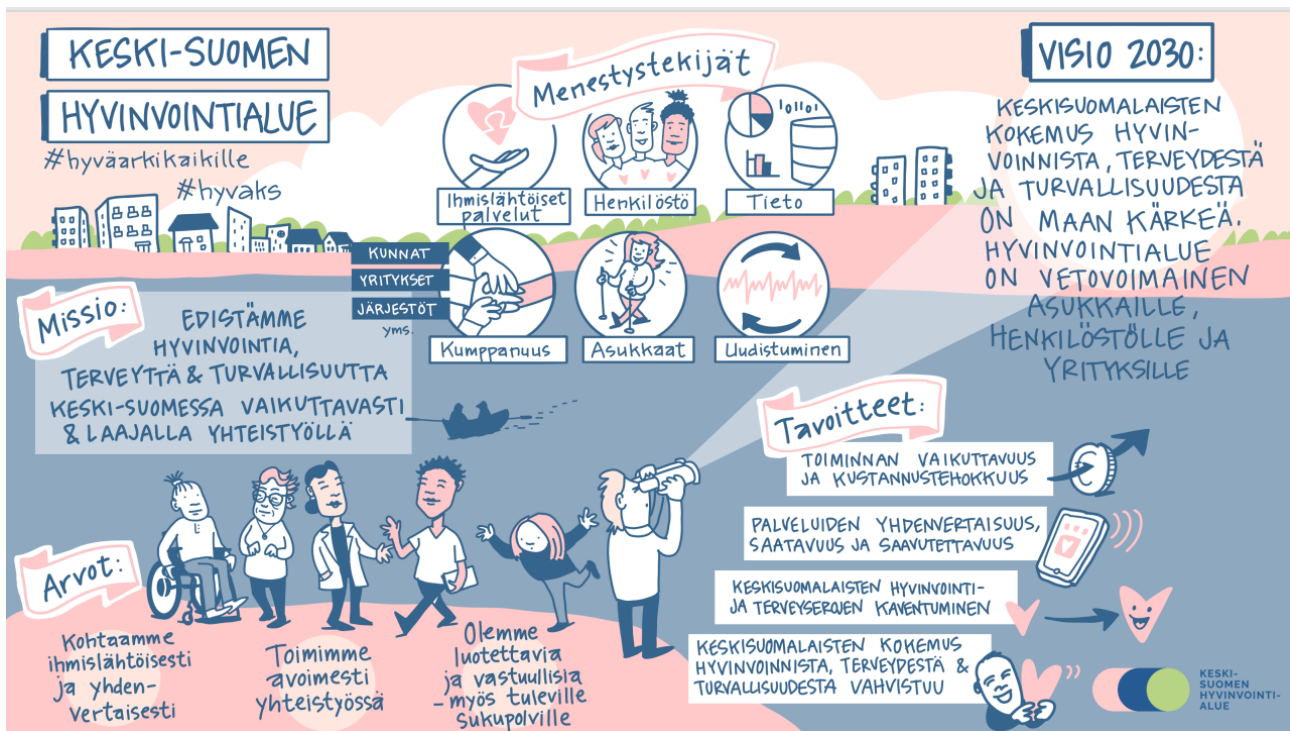 KESKI-SUOMEN
HYVINVOINTIALUE
#hyväarkikaikille
#hyvaks
Menestystekijät
Ihmislähtöiset
palvelut
Henkilöstö
Tieto
KUNNAT
YRITYKSET
JÄRJESTÖT
yms.
Kumppanuus
Asukkaat
Uudistuminen
VISIO 2030:
KESKISUOMALAISTEN
KOKEMUS HYVIN-
VOINNISTA, TERVEYDESTÄ
JA TURVALLISUUDESTA
ON MAAN KÄRKEÄ.
HYVINVOINTIALUE
ON VETOVOIMAINEN
ASUKKAILLE,
HENKILÖSTÖLLE JA
YRITYKSILLE
Missio:
EDISTÄMME
HYVINVOINTIA,
TERVEYTTÄ & TURVALLISUUTTA
KESKI-SUOMESSA VAIKUTTAVASTI
& LAAJALLA YHTEISTYÖLLÄ
Tavoitteet:
TOIMINNAN VAIKUTTAVUUS
JA KUSTANNUSTEHOKKUUS
PALVELUIDEN YHDENVERTAISUUS,
SAATAVUUS JA SAAVUTETTAVUUS
KESKISUOMALAISTEN HYVINVOINTI-
JA TERVEYSEROJEN KAVENTUMINEN
KESKISUOMALAISTEN KOKEMUS
HYVINVOINNISTA, TERVEYDESTÄ &
TURVALLISUUDESTA VAHVISTUU
Arvot:
Kohtaamme
ihmislähtöisesti
ja yhden-
vertaisesti
Toimimme
avoimesti
yhteistyössä
Olemme
luotettavia
ja vastuullisia
- myös tuleville
sukupolville
KESKI-
SUOMEN
HYVINVOINTI-
ALUE